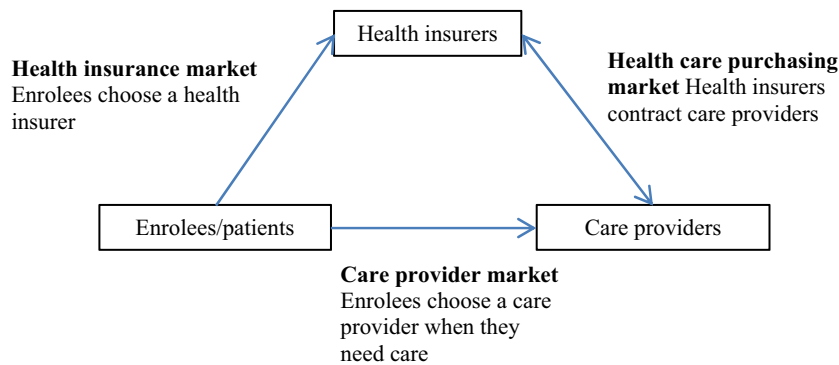 Health insurers
Health insurance market
Enrolees choose a health
insurer
Health care purchasing
market Health insurers
contract care providers
Enrolees/patients
Care providers
Care provider market
Enrolees choose a care
provider when they
need care